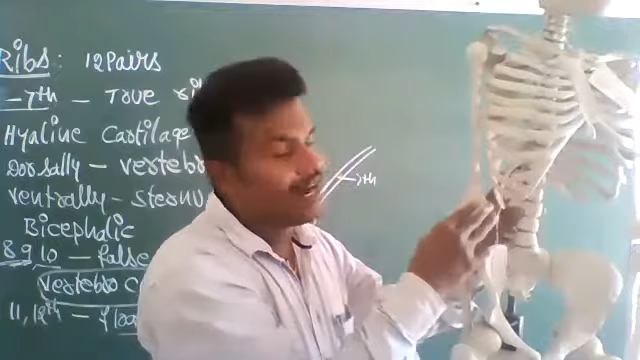 Ribs: 12 Pairs
-7th - True
Hyaline Cartilage
Dorsally - vertebr
ventrally - sternu
Bicephalic
8 9 10 - false
vertebro c
11, 12th - floa
7th